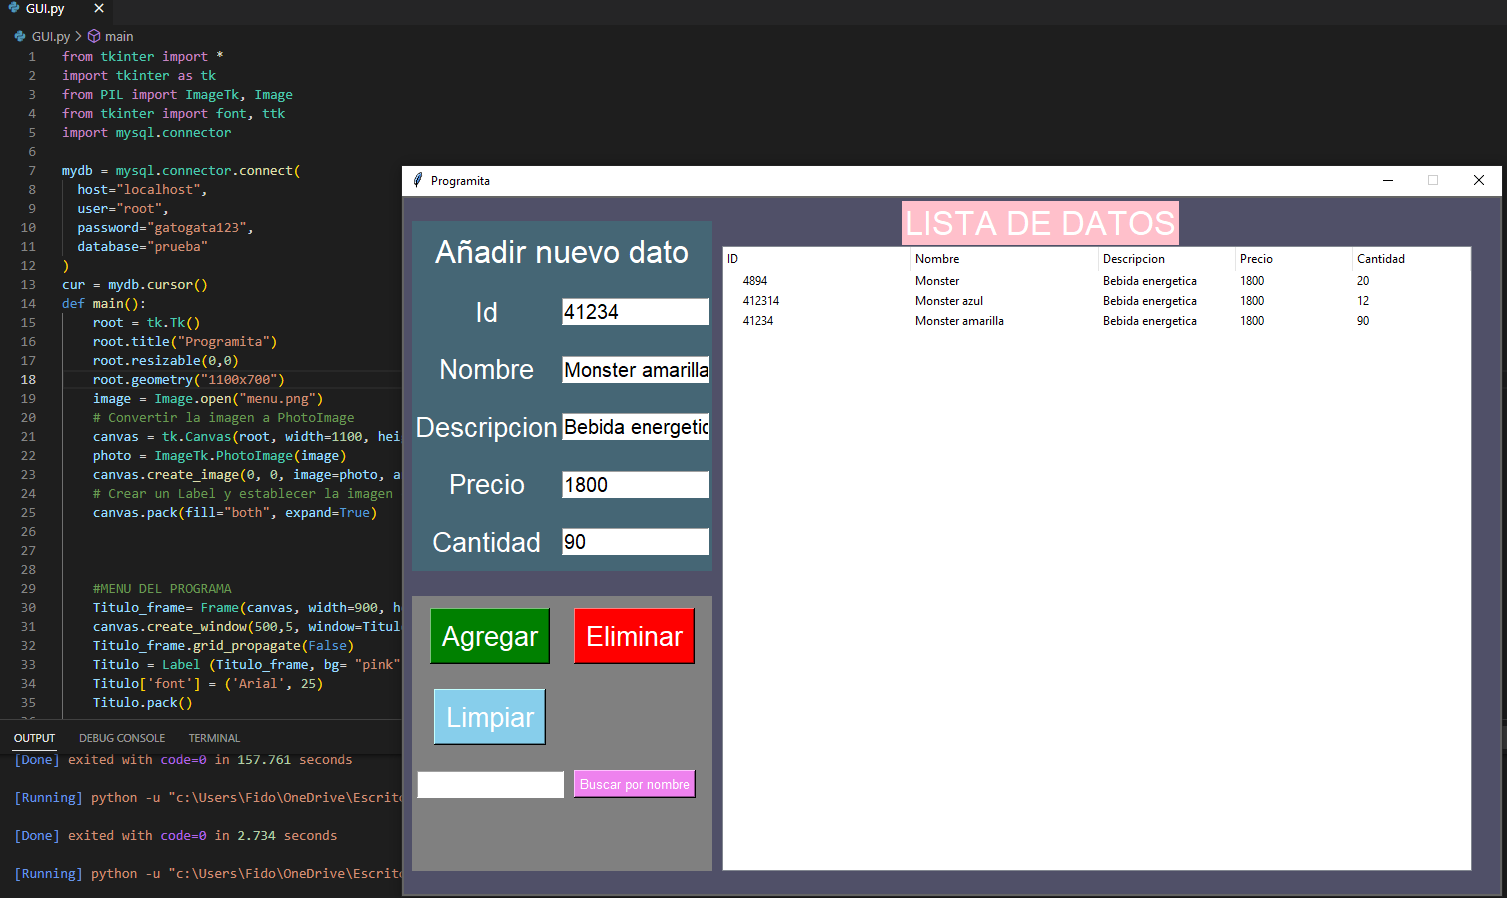 GUI.py
GUI.py > main
1 from tkinter import *
2 import tkinter as tk
3 from PIL import ImageTk, Image
4 from tkinter import font, ttk
5 import mysql.connector
6
7 mydb = mysql.connector.connect(
8 host="localhost",
9 user="root",
10 password="gatogata123",
11 database="prueba"
12 )
13 cur = mydb.cursor()
14 def main():
15 root = tk.Tk()
16 root.title("Programita")
17 root.resizable(0,0)
18 root.geometry("1100x700")
19 image = Image.open("menu.png")
20 # Convertir la imagen a PhotoImage
21 canvas = tk.Canvas(root, width=1100, hei
22 photo = ImageTk.PhotoImage(image)
23 canvas.create_image(0, 0, image=photo, a
24 # Crear un Label y establecer la imagen
25 canvas.pack(fill="both", expand=True)
26
27
28
29 #MENU DEL PROGRAMA
30 Titulo_frame= Frame(canvas, width=900, h
31 canvas.create_window(500,5, window=Titul
32 Titulo_frame.grid_propagate(False)
33 Titulo = Label (Titulo_frame, bg= "pink"
34 Titulo['font'] = ('Arial', 25)
35 Titulo.pack()
OUTPUT DEBUG CONSOLE TERMINAL
[Done] exited with code=0 in 157.761 seconds
[Running] python -u "c:\Users\Fido\OneDrive\Escrito
[Done] exited with code=0 in 2.734 seconds
[Running] python -u "c:\Users\Fido\OneDrive\Escrito
Programita
Añadir nuevo dato
Id 41234
Nombre Monster amarilla
Descripcion Bebida energetic
Precio 1800
Cantidad 90
Agregar Eliminar
Limpiar
Buscar por nombre
LISTA DE DATOS
ID Nombre Descripcion Precio Cantidad
4894 Monster Bebida energetica 1800 20
412314 Monster azul Bebida energetica 1800 12
41234 Monster amarilla Bebida energetica 1800 90